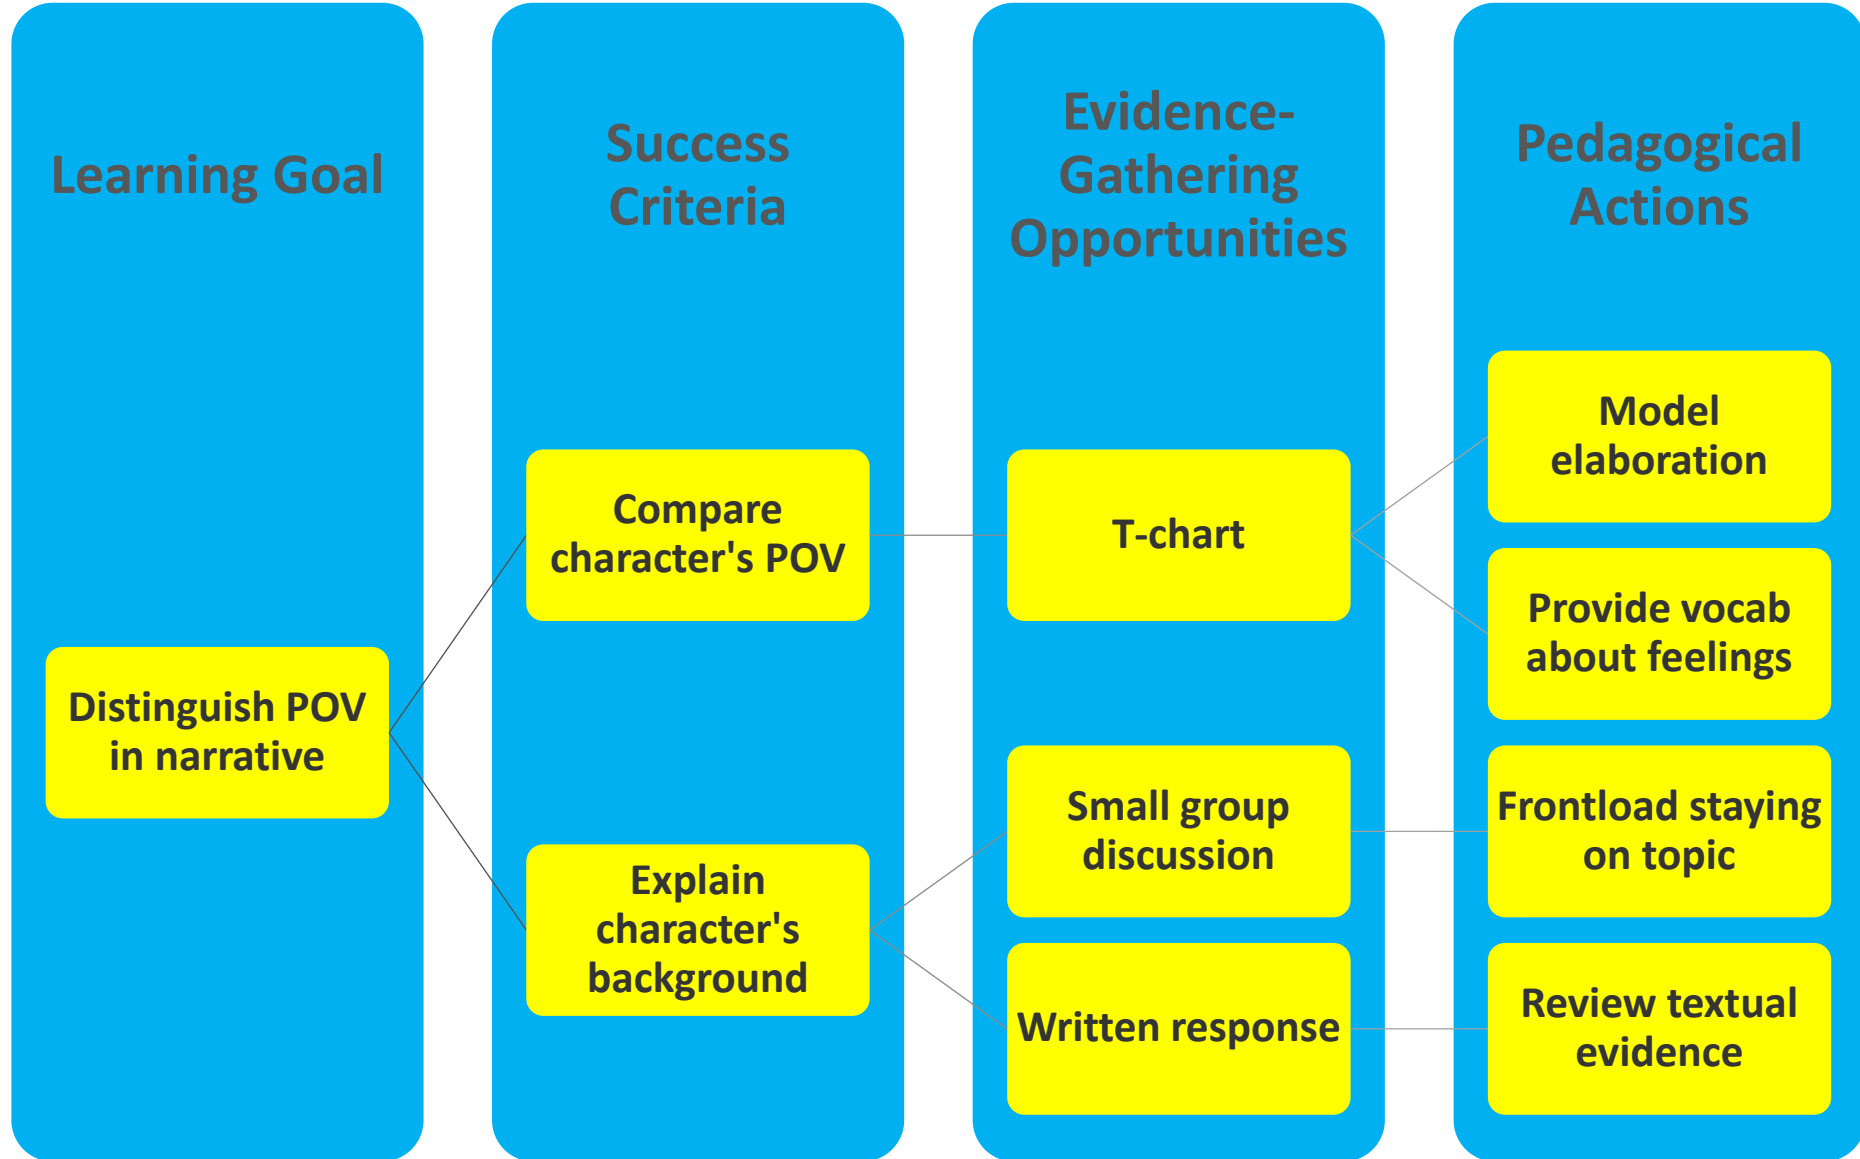 Learning Goal
Success
Criteria
Evidence-
Gathering
Opportunities
Pedagogical
Actions
Distinguish POV
in narrative
Compare
character's POV
Explain
character's
background
T-chart
Small group
discussion
Written response
Model
elaboration
Provide vocab
about feelings
Frontload staying
on topic
Review textual
evidence